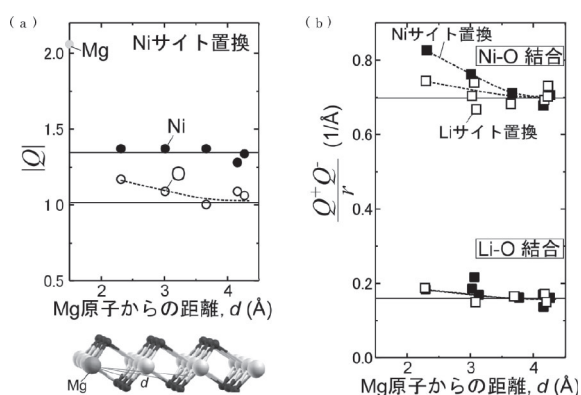 (a)
Niサイト置換
Mg
Ni
O
|Q|
2.0
1.5
1.0
0.5
2
3
4
Mg原子からの距離, d (Å)
Mg
d
(b)
Niサイト置換
Ni-O 結合
Liサイト置換
Q⁺Q⁻
r
(1/Å)
Li-O 結合
0.8
0.6
0.4
0.2
0.0
2
3
4
Mg原子からの距離, d (Å)